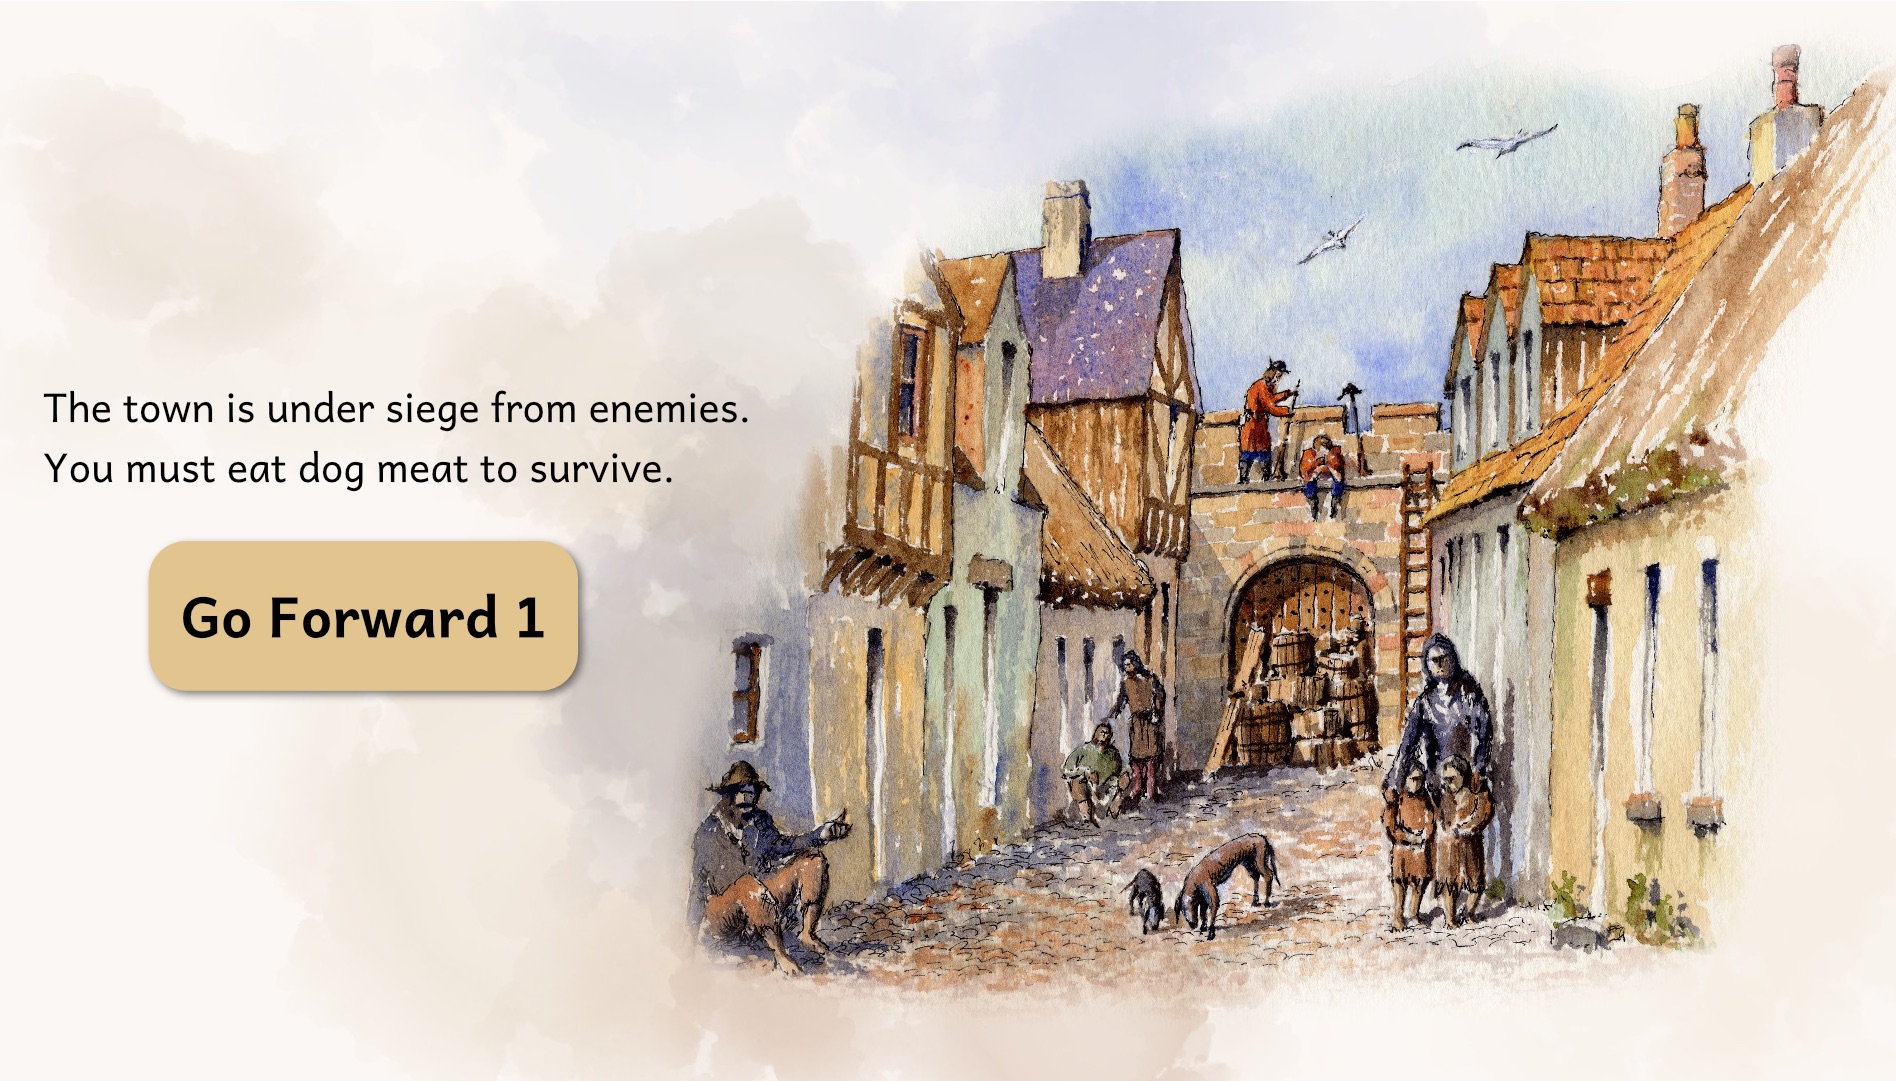 The town is under siege from enemies.
You must eat dog meat to survive.
Go Forward 1